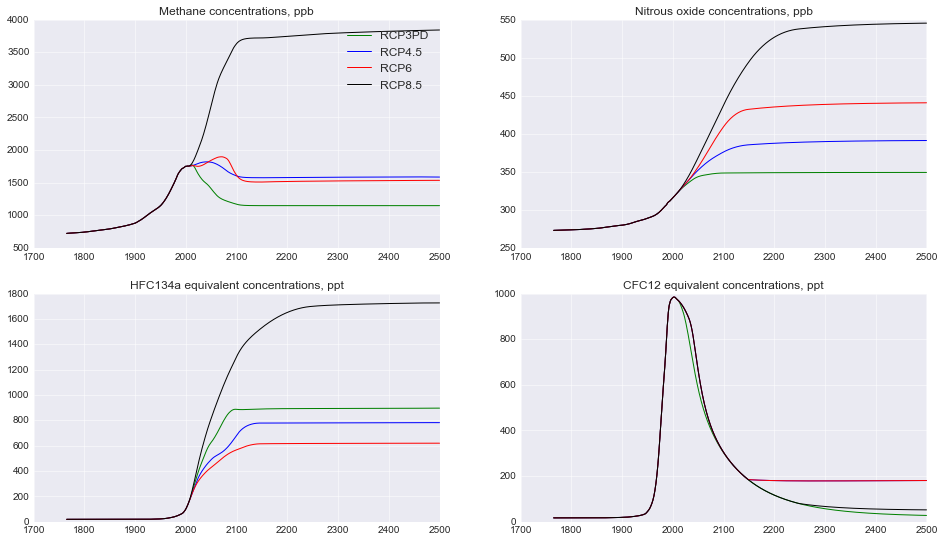 Methane concentrations, ppb
4000
3500
3000
2500
2000
1500
1000
500
1700 1800 1900 2000 2100 2200 2300 2400 2500
RCP3PD
RCP4.5
RCP6
RCP8.5
Nitrous oxide concentrations, ppb
550
500
450
400
350
300
250
1700 1800 1900 2000 2100 2200 2300 2400 2500
HFC134a equivalent concentrations, ppt
1800
1600
1400
1200
1000
800
600
400
200
0
1700 1800 1900 2000 2100 2200 2300 2400 2500
CFC12 equivalent concentrations, ppt
1000
800
600
400
200
0
1700 1800 1900 2000 2100 2200 2300 2400 2500